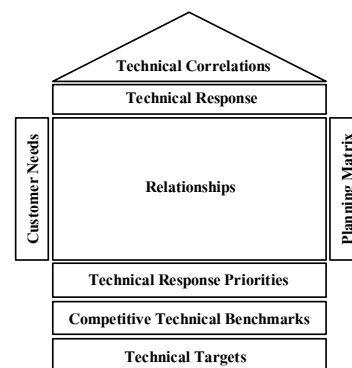 Technical Correlations
Technical Response
Customer Needs
Relationships
Planning Matrix
Technical Response Priorities
Competitive Technical Benchmarks
Technical Targets